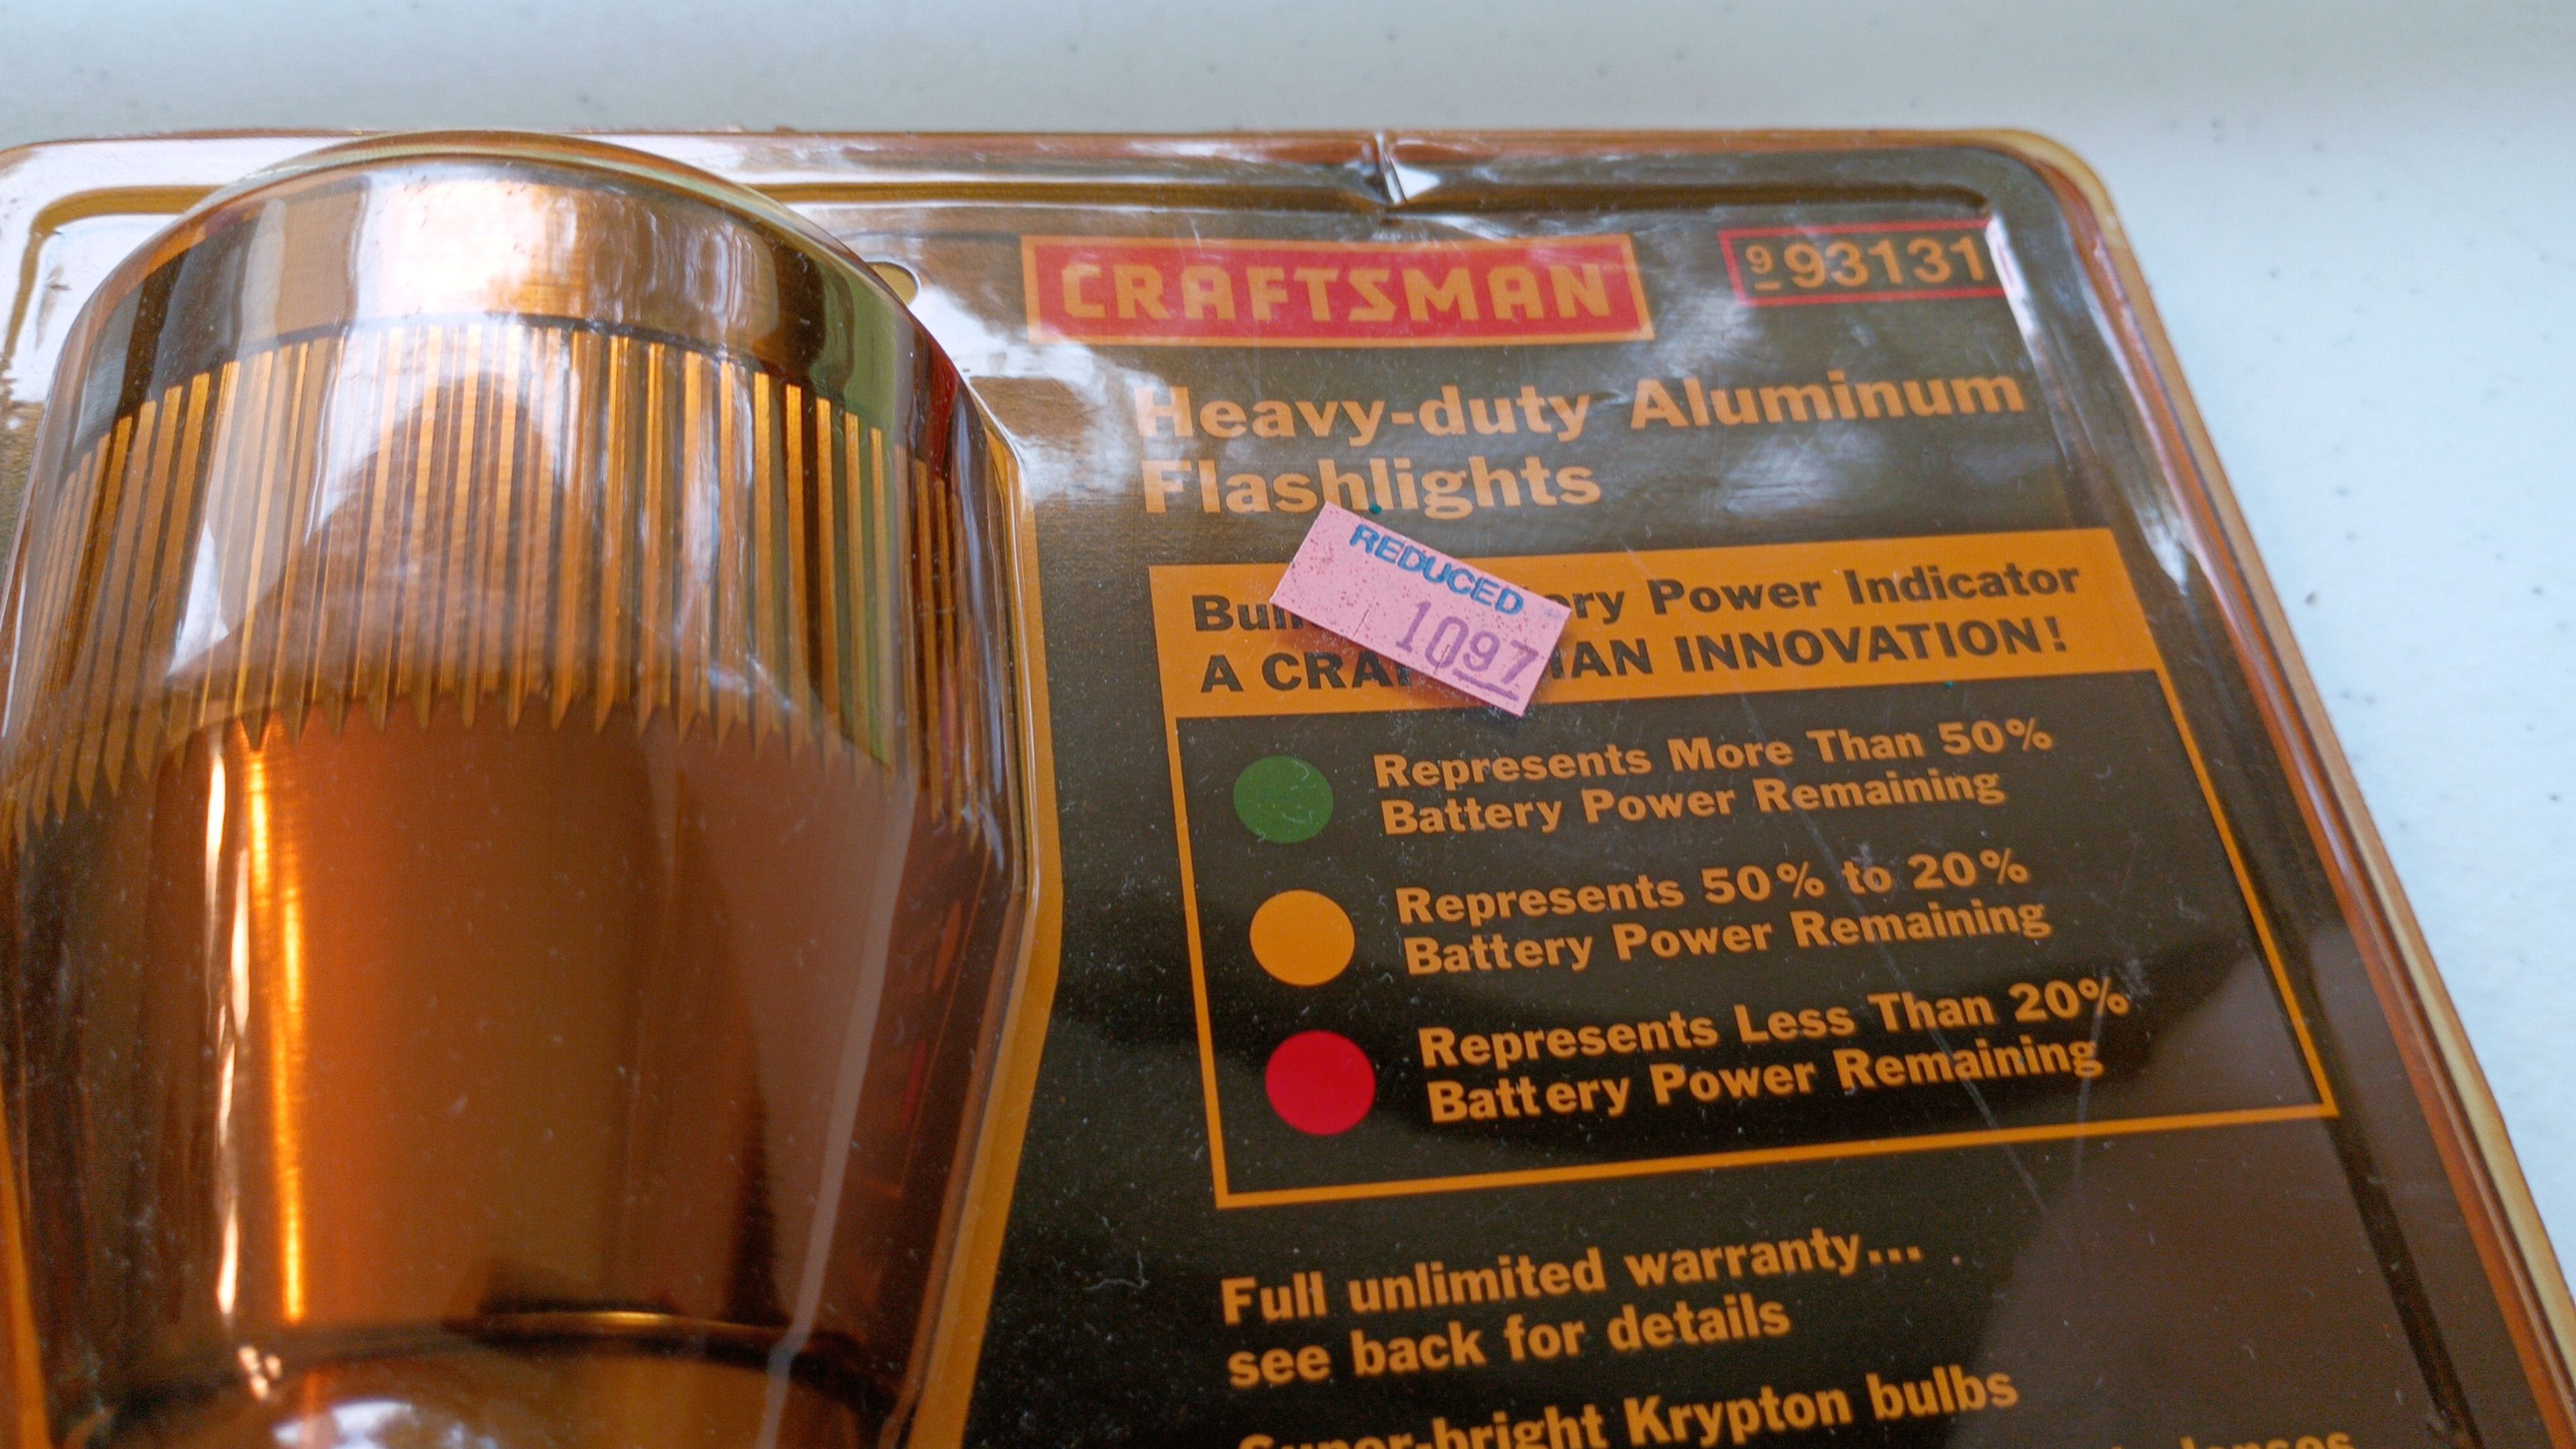 CRAFTSMAN
9-93131
Heavy-duty Aluminum
Flashlights
REDUCED
1097
Power Indicator
A INNOVATION!
Represents More Than 50%
Battery Power Remaining
Represents 50% to 20%
Battery Power Remaining
Represents Less Than 20%
Battery Power Remaining
Full unlimited warranty...
see back for details
Super-bright Krypton bulbs
lenses